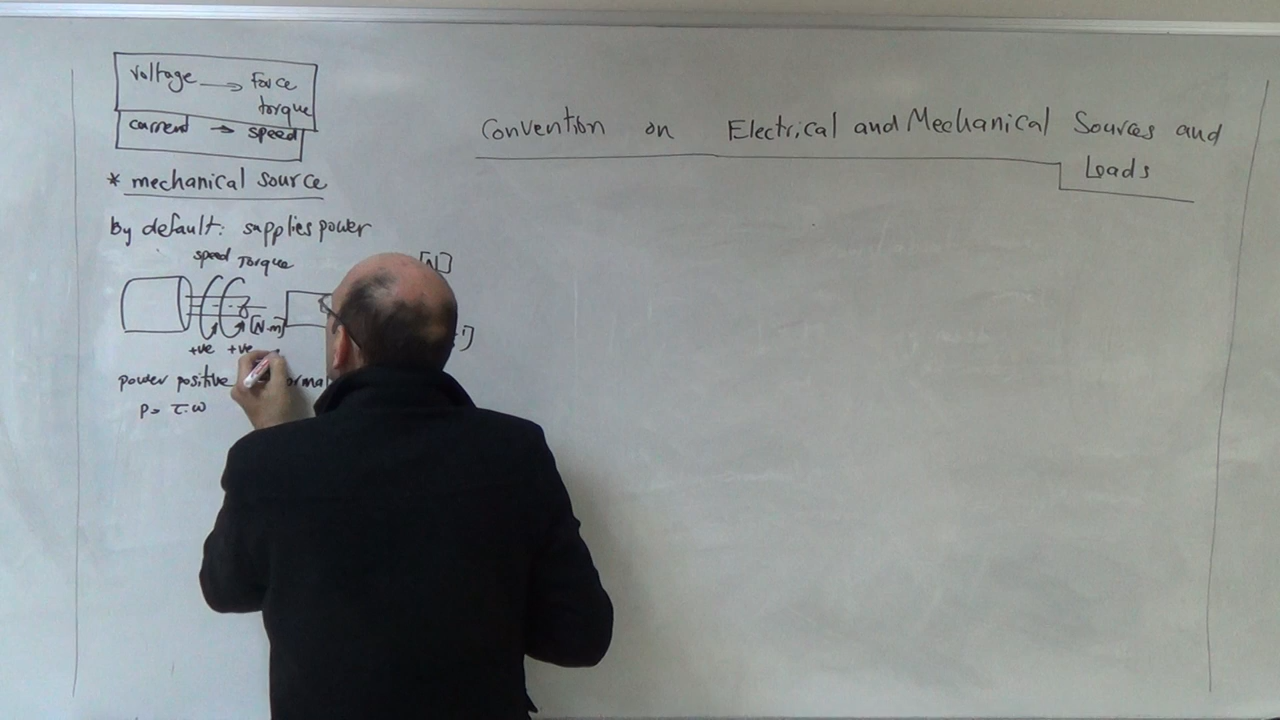 voltage → Force
torque
current → speed
Convention on Electrical and Mechanical Sources and
Loads
* mechanical source
by default: supplies power
speed Torque
[N]
[N.m]
+ve +ve
power positive
P = τ.ω